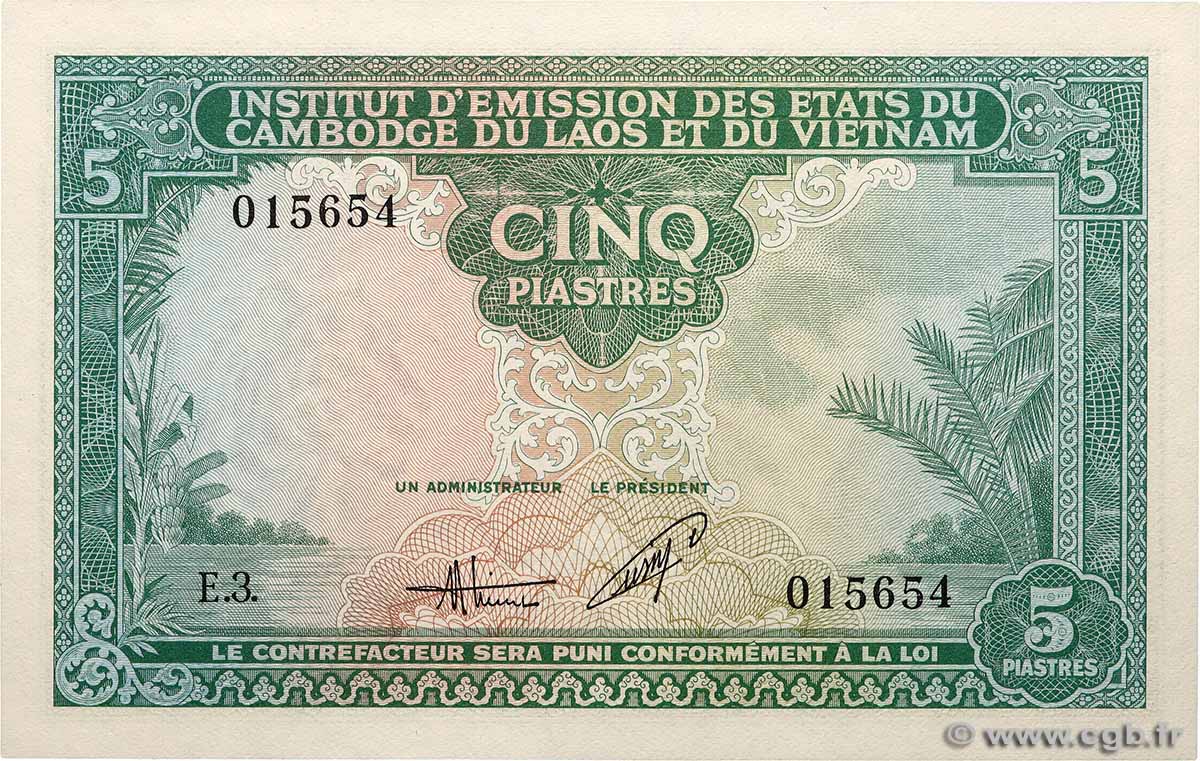 INSTITUT D'EMISSION DES ETATS DU
CAMBODGE DU LAOS ET DU VIETNAM
5
5
015654
CINQ
PIASTRES
UN ADMINISTRATEUR LE PRÉSIDENT
E.3.
015654
5
PIASTRES
LE CONTREFACTEUR SERA PUNI CONFORMÉMENT À LA LOI
© www.cgb.fr